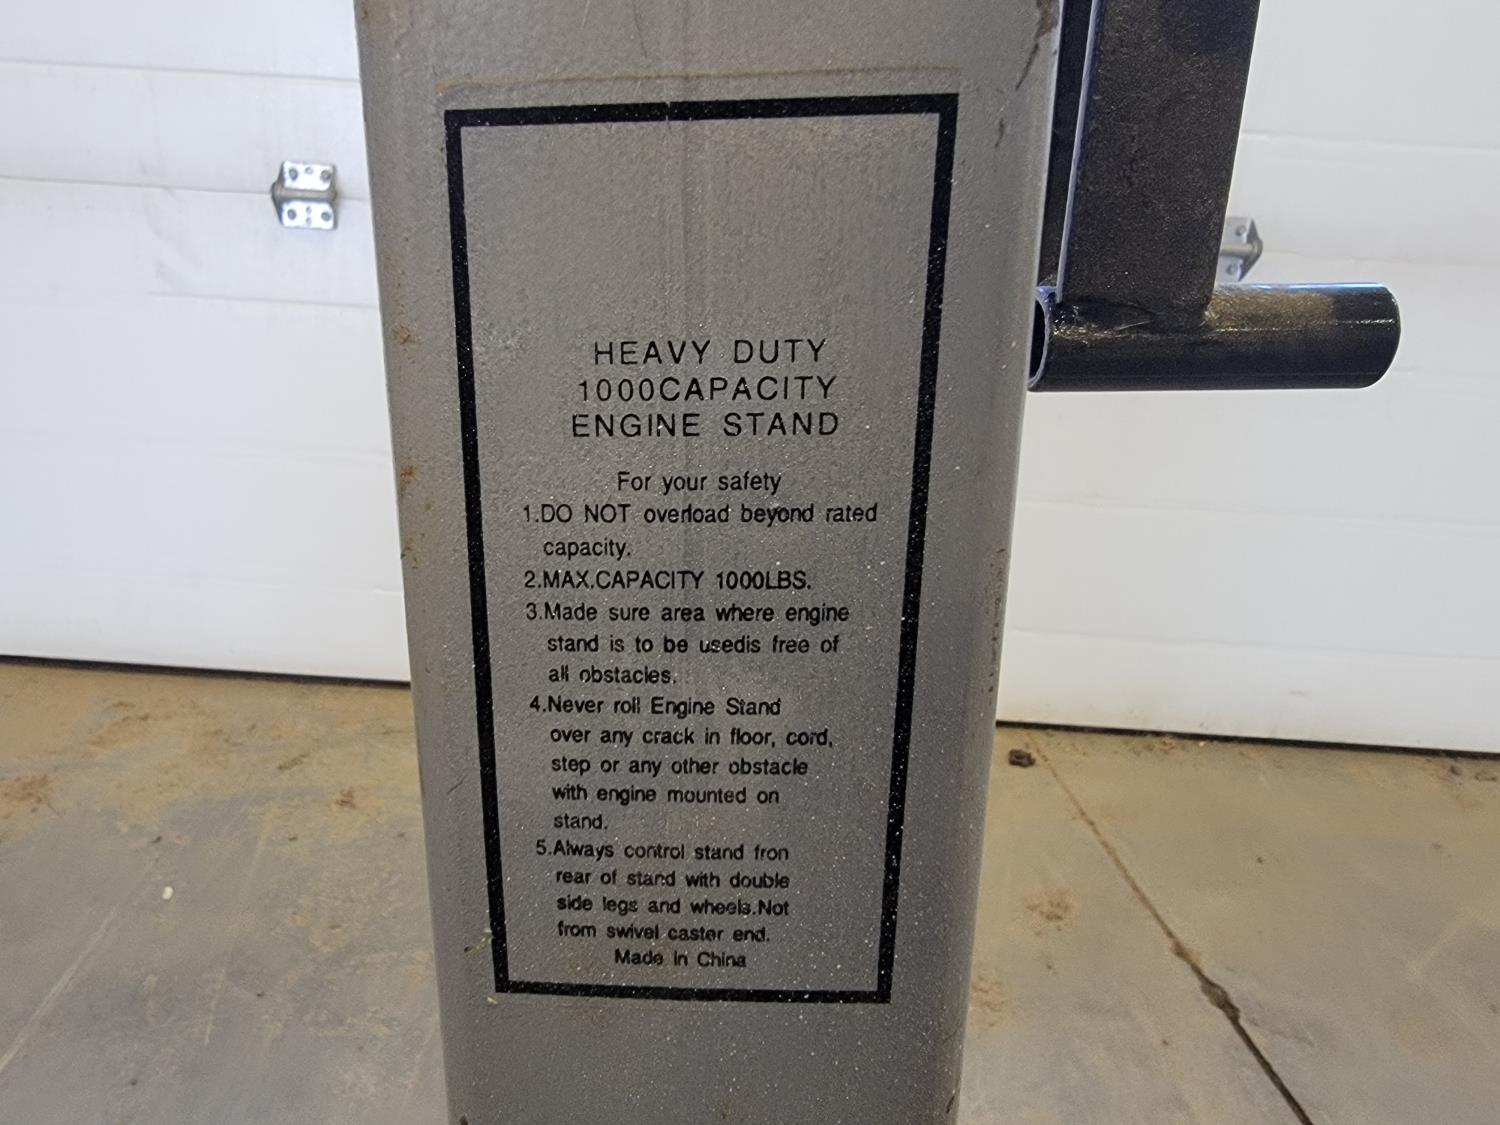 HEAVY DUTY
1000CAPACITY
ENGINE STAND
For your safety
1.DO NOT overload beyond rated
capacity.
2.MAX.CAPACITY 1000LBS.
3.Made sure area where engine
stand is to be usedis free of
all obstacles.
4.Never roll Engine Stand
over any crack in floor, cord,
step or any other obstacle
with engine mounted on
stand.
5.Always control stand fron
rear of stand with double
side legs and wheels.Not
from swivel caster end.
Made in China